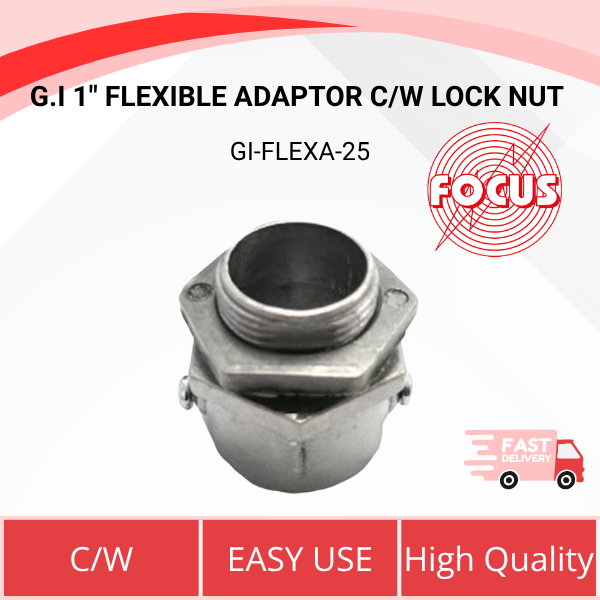 G.I 1" FLEXIBLE ADAPTOR C/W LOCK NUT
GI-FLEXA-25
FOCUS
FAST
DELIVERY
C/W
EASY USE
High Quality